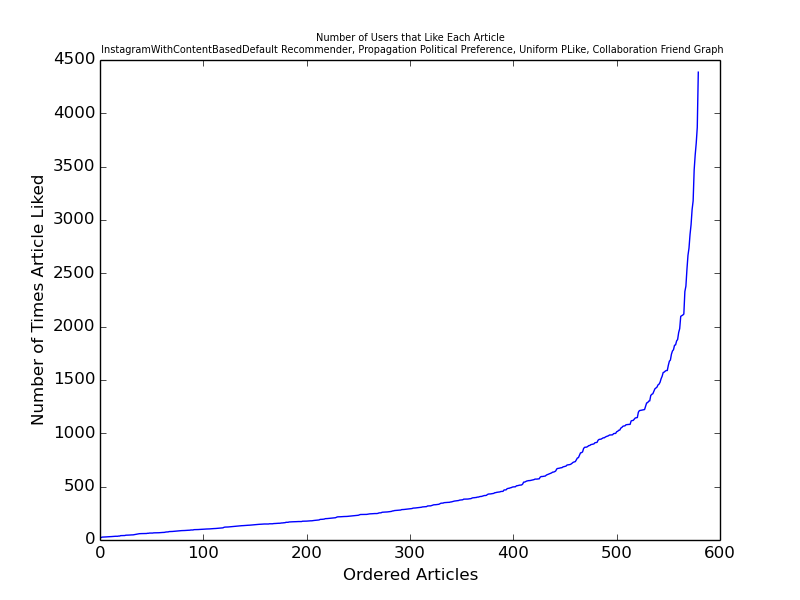 Number of Users that Like Each Article
InstagramWithContentBasedDefault Recommender, Propagation Political Preference, Uniform PLike, Collaboration Friend Graph
4500
4000
3500
3000
2500
2000
1500
1000
500
0
Number of Times Article Liked
0 100 200 300 400 500 600
Ordered Articles